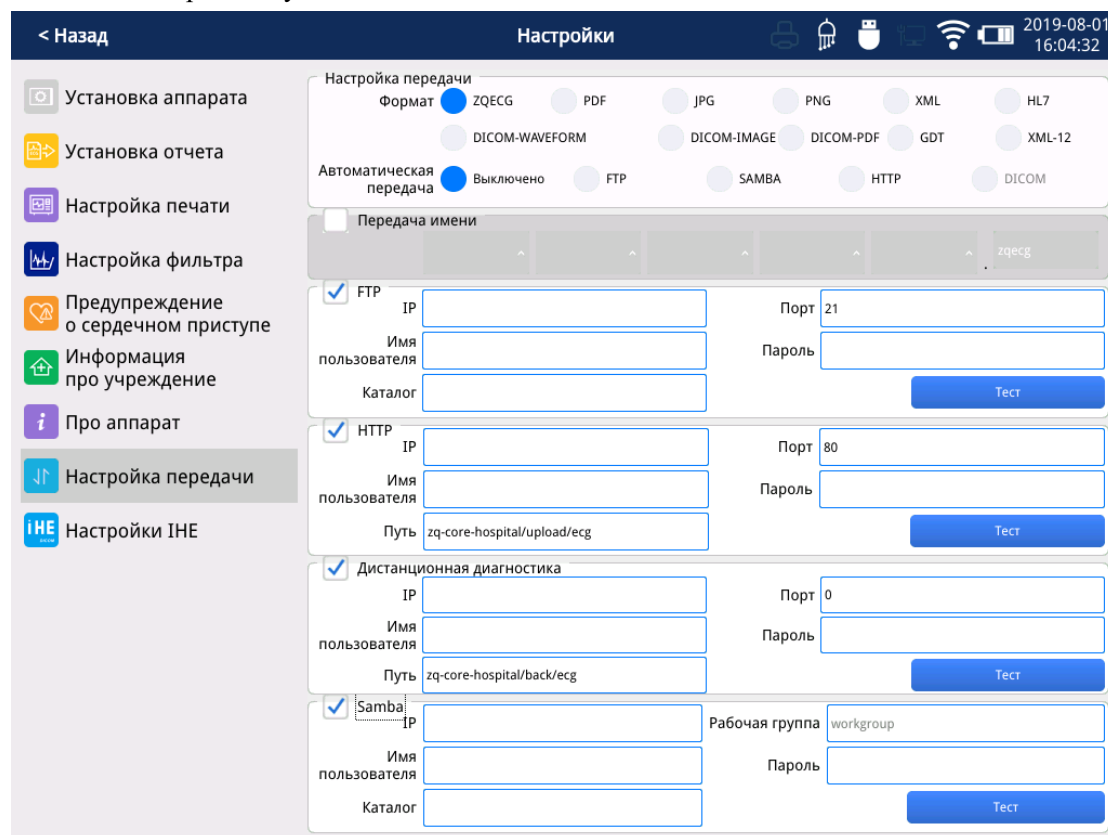 < Назад
Настройки
2019-08-01
16:04:32
Установка аппарата
Установка отчета
Настройка печати
Настройка фильтра
Предупреждение
о сердечном приступе
Информация
про учреждение
i Про аппарат
Настройка передачи
iHE Настройки IHE
Настройка передачи
Формат ZQECG PDF JPG PNG XML HL7
DICOM-WAVEFORM DICOM-IMAGE DICOM-PDF GDT XML-12
Автоматическая
передача Выключено FTP SAMBA HTTP DICOM
Передача имени
^ ^ ^ ^ ^ . zqecg
FTP
IP Порт 21
Имя
пользователя Пароль
Каталог Тест
HTTP
IP Порт 80
Имя
пользователя Пароль
Путь zq-core-hospital/upload/ecg Тест
Дистанционная диагностика
IP Порт 0
Имя
пользователя Пароль
Путь zq-core-hospital/back/ecg Тест
Samba
IP Рабочая группа workgroup
Имя
пользователя Пароль
Каталог Тест